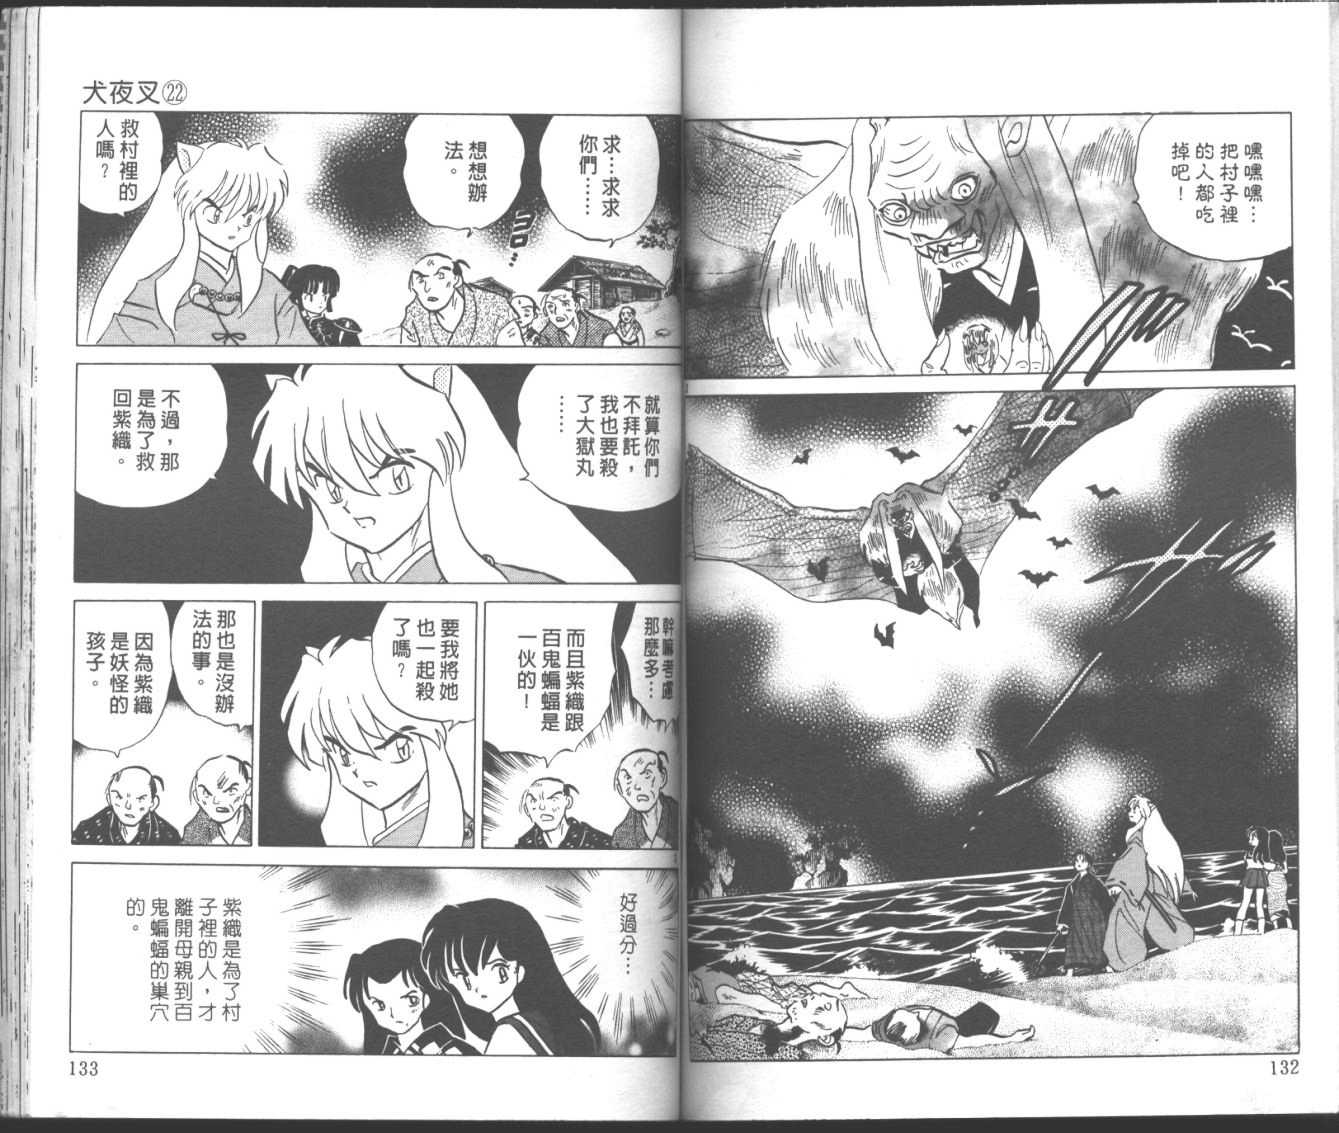 嘿嘿嘿…
把村子裡
的人都吃
掉吧！
132
犬夜叉㉒
求…求求
你們……
想想辦
法。
救村裡的
人嗎？
就算你們
不拜託，
我也要殺
了大獄丸
……
不過，那
是為了救
回紫織。
幹嘛考慮
那麼多…
而且紫織跟
百鬼蝙蝠是
一伙的！
要我將她
也一起殺
了嗎？
那也是沒辦
法的事。
因為紫織
是妖怪的
孩子。
好過分…
紫織是為了村
子裡的人，才
離開母親到百
鬼蝙蝠的巢穴
的。
133